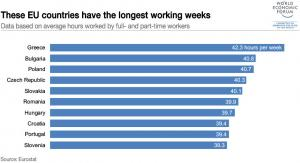 These EU countries have the longest working weeks
Data based on average hours worked by full- and part-time workers
WORLD
ECONOMIC
FORUM
Greece 42.3 hours per week
Bulgaria 40.8
Poland 40.7
Czech Republic 40.3
Slovakia 40.1
Romania 39.9
Hungary 39.7
Croatia 39.4
Portugal 39.4
Slovenia 39.3
Source: Eurostat